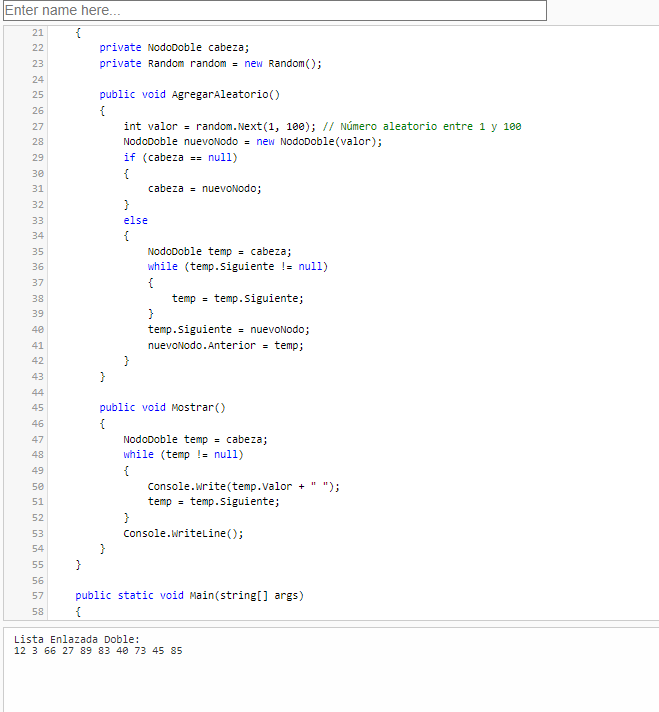 Enter name here...
21 {
22 private NodoDoble cabeza;
23 private Random random = new Random();
24
25 public void AgregarAleatorio()
26 {
27 int valor = random.Next(1, 100); // Número aleatorio entre 1 y 100
28 NodoDoble nuevoNodo = new NodoDoble(valor);
29 if (cabeza == null)
30 {
31 cabeza = nuevoNodo;
32 }
33 else
34 {
35 NodoDoble temp = cabeza;
36 while (temp.Siguiente != null)
37 {
38 temp = temp.Siguiente;
39 }
40 temp.Siguiente = nuevoNodo;
41 nuevoNodo.Anterior = temp;
42 }
43 }
44
45 public void Mostrar()
46 {
47 NodoDoble temp = cabeza;
48 while (temp != null)
49 {
50 Console.Write(temp.Valor + " ");
51 temp = temp.Siguiente;
52 }
53 Console.WriteLine();
54 }
55 }
56
57 public static void Main(string[] args)
58 {
Lista Enlazada Doble:
12 3 66 27 89 83 40 73 45 85